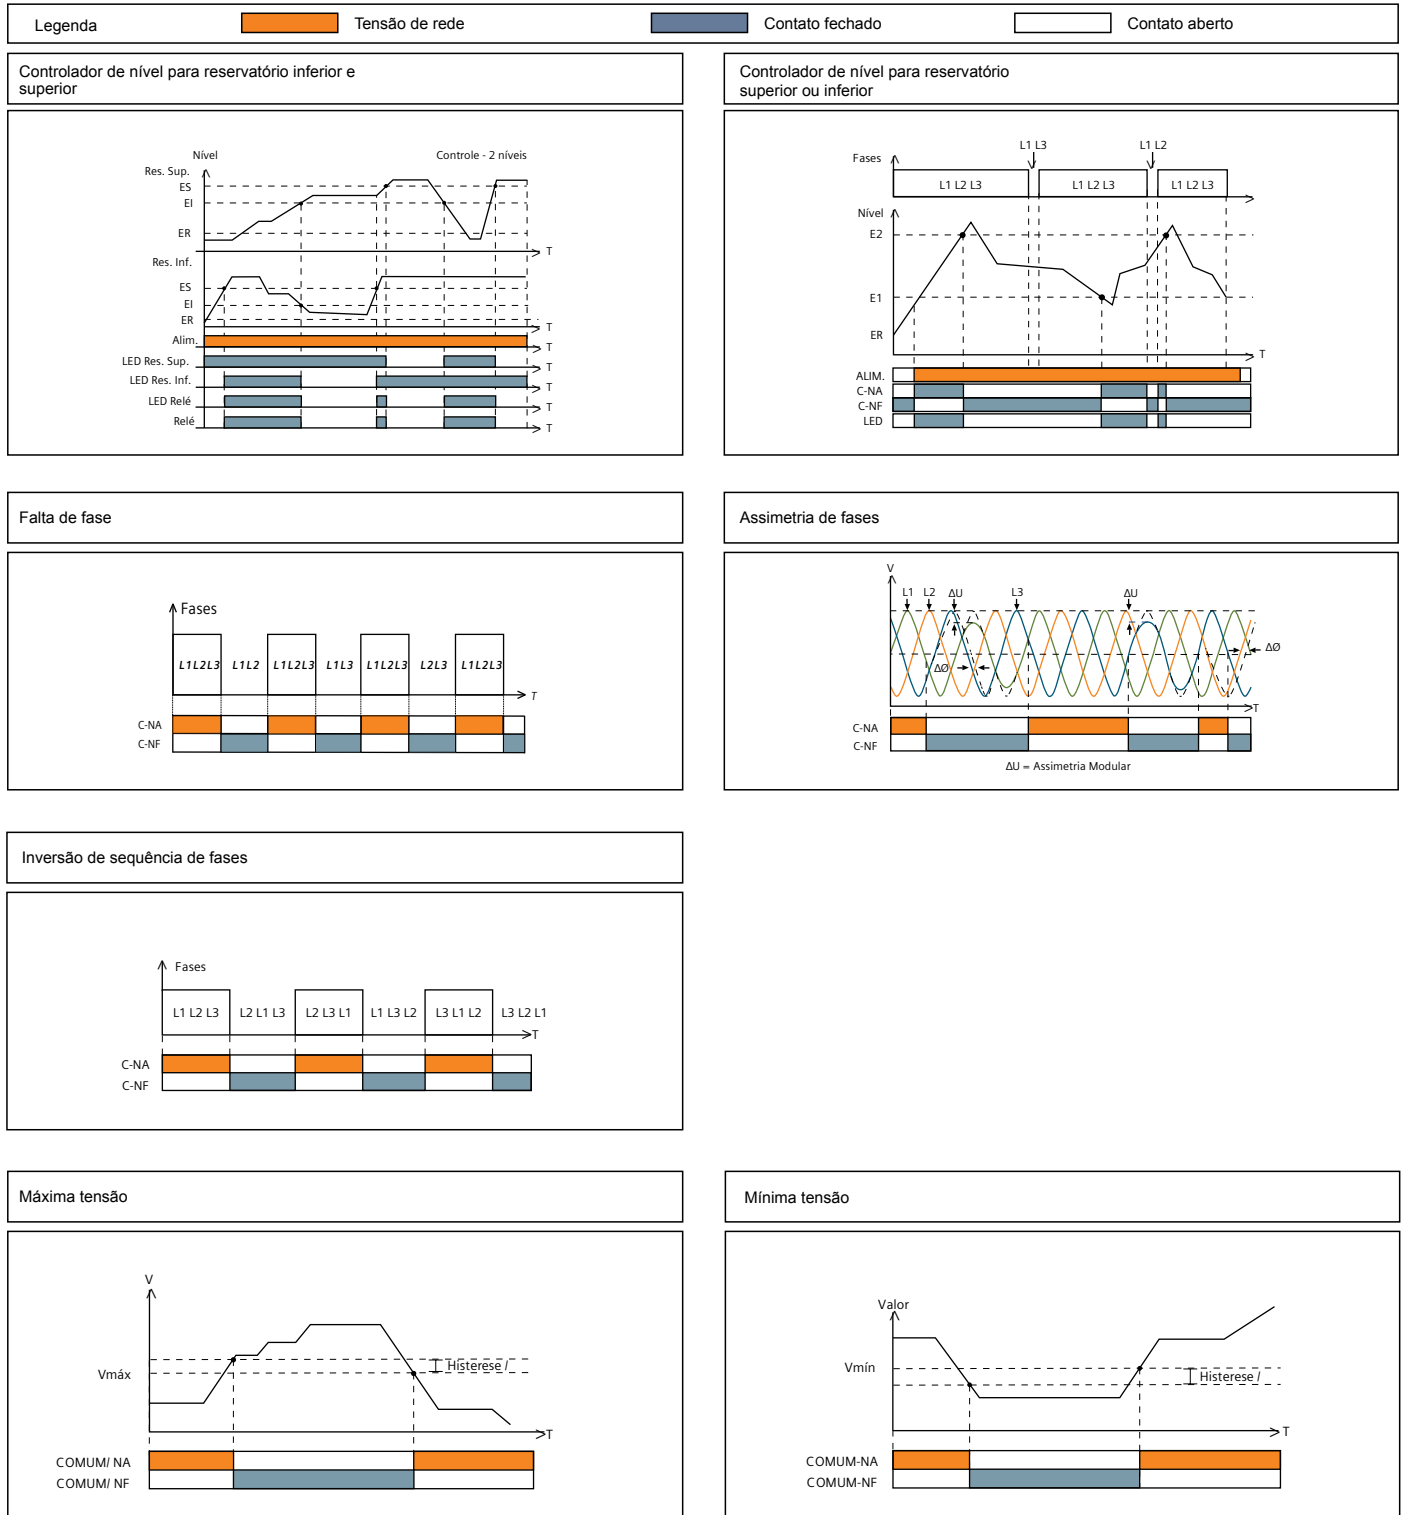 Legenda
Tensão de rede
Contato fechado
Contato aberto
Controlador de nível para reservatório inferior e
superior
Controlador de nível para reservatório
superior ou inferior
Nível
Controle - 2 níveis
Res. Sup.
ES
EI
ER
T
Res. Inf.
ES
EI
ER
T
Alim.
T
LED Res. Sup.
T
LED Res. Inf.
T
LED Relé
T
Relé
T
L1 L3
L1 L2
Fases
L1 L2 L3
L1 L2 L3
L1 L2 L3
Nível
E2
E1
ER
T
ALIM.
C-NA
C-NF
LED
Falta de fase
Assimetria de fases
Fases
L1L2L3
L1L2
L1L2L3
L1L3
L1L2L3
L2L3
L1L2L3
T
C-NA
C-NF
V
L1
L2
ΔU
L3
ΔU
ΔØ
ΔØ
T
C-NA
C-NF
ΔU = Assimetria Modular
Inversão de sequência de fases
Fases
L1 L2 L3
L2 L1 L3
L2 L3 L1
L1 L3 L2
L3 L1 L2
L3 L2 L1
T
C-NA
C-NF
Máxima tensão
Mínima tensão
V
Vmáx
Histerese /
T
COMUM/ NA
COMUM/ NF
Valor
Vmín
Histerese /
T
COMUM-NA
COMUM-NF